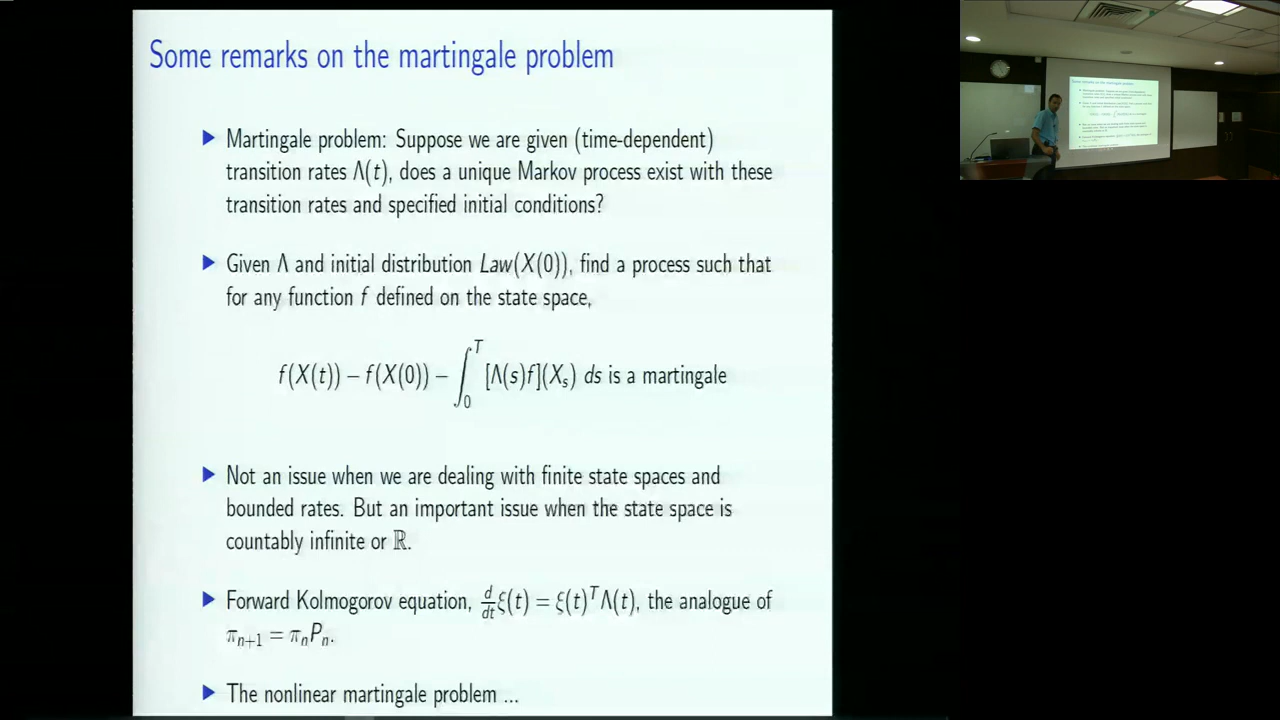 Some remarks on the martingale problem
Martingale problem: Suppose we are given (time-dependent)
transition rates Λ(t), does a unique Markov process exist with these
transition rates and specified initial conditions?
Given Λ and initial distribution Law(X(0)), find a process such that
for any function f defined on the state space,
f(X(t)) − f(X(0)) − ∫₀ᵀ [Λ(s)f](Xₛ) ds is a martingale
Not an issue when we are dealing with finite state spaces and
bounded rates. But an important issue when the state space is
countably infinite or ℝ.
Forward Kolmogorov equation, d/dt ξ(t) = ξ(t)ᵀΛ(t), the analogue of
πₙ₊₁ = πₙPₙ.
The nonlinear martingale problem ...